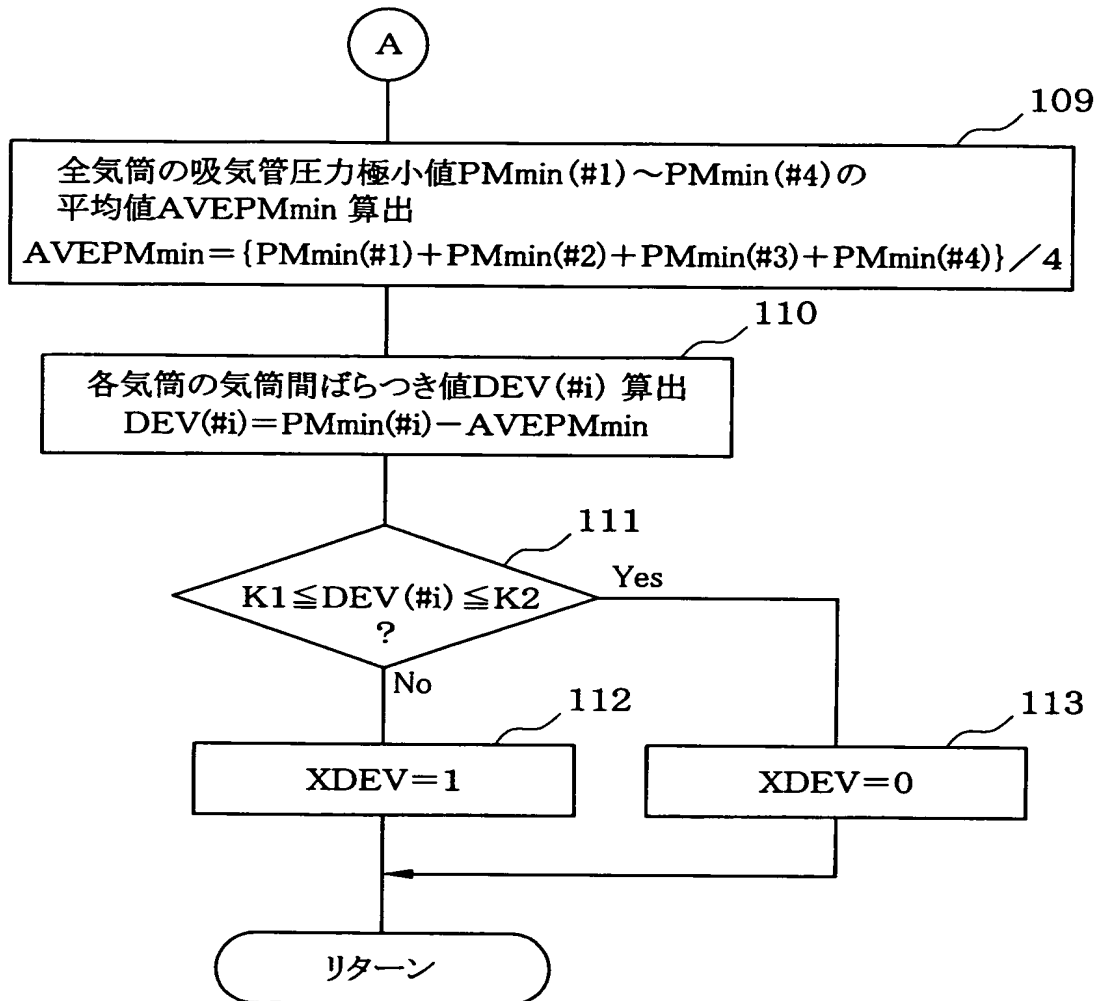 A
109
全気筒の吸気管圧力極小値PMmin(#1)～PMmin(#4)の
平均値AVEPMmin 算出
AVEPMmin＝{PMmin(#1)＋PMmin(#2)＋PMmin(#3)＋PMmin(#4)}／4
110
各気筒の気筒間ばらつき値DEV(#i) 算出
DEV(#i)＝PMmin(#i)－AVEPMmin
111
K1≦DEV(#i)≦K2
?
Yes
No
112
XDEV＝1
113
XDEV＝0
リターン